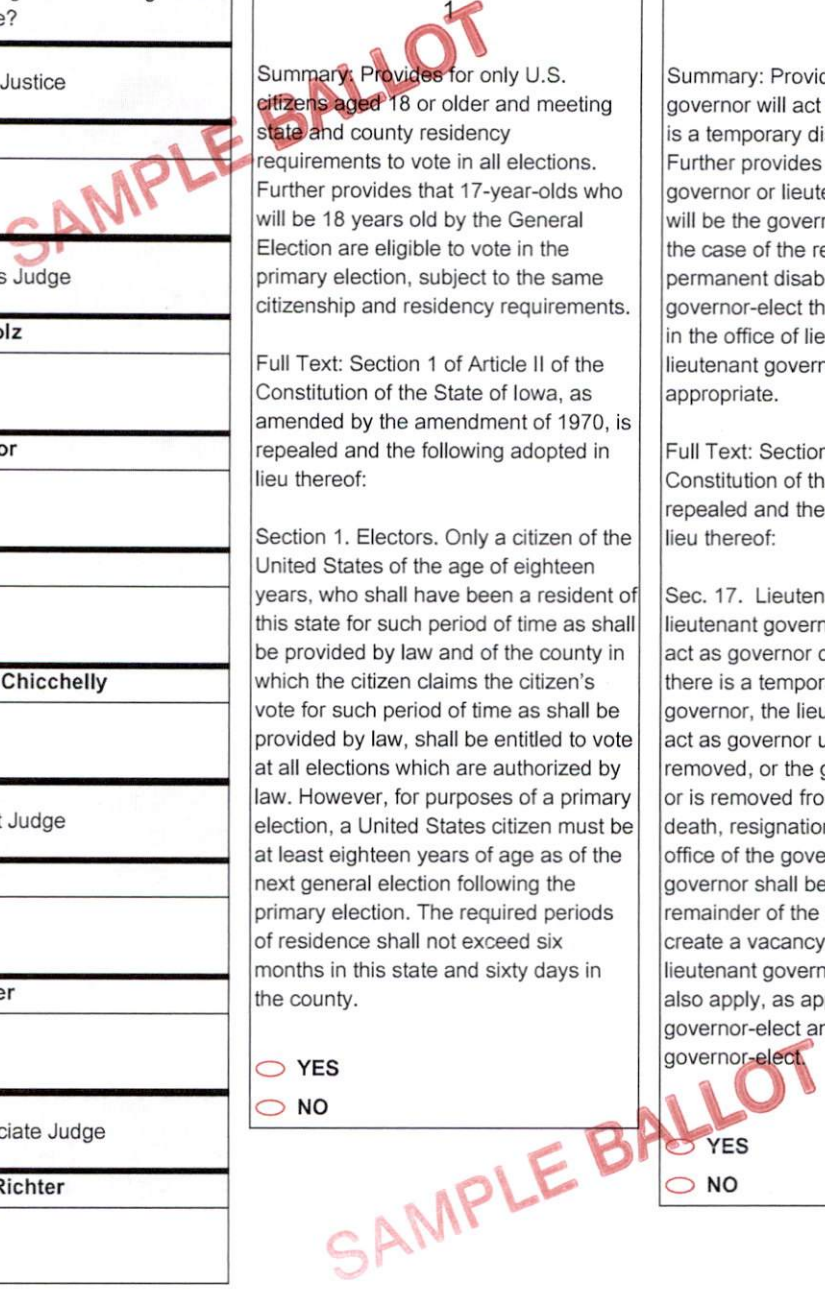 e?
Justice
s Judge
olz
or
Chicchelly
t Judge
er
ciate Judge
Richter
1
Summary: Provides for only U.S.
citizens aged 18 or older and meeting
state and county residency
requirements to vote in all elections.
Further provides that 17-year-olds who
will be 18 years old by the General
Election are eligible to vote in the
primary election, subject to the same
citizenship and residency requirements.
Full Text: Section 1 of Article II of the
Constitution of the State of Iowa, as
amended by the amendment of 1970, is
repealed and the following adopted in
lieu thereof:
Section 1. Electors. Only a citizen of the
United States of the age of eighteen
years, who shall have been a resident of
this state for such period of time as shall
be provided by law and of the county in
which the citizen claims the citizen's
vote for such period of time as shall be
provided by law, shall be entitled to vote
at all elections which are authorized by
law. However, for purposes of a primary
election, a United States citizen must be
at least eighteen years of age as of the
next general election following the
primary election. The required periods
of residence shall not exceed six
months in this state and sixty days in
the county.
YES
NO
Summary: Provid
governor will act
is a temporary di
Further provides
governor or lieute
will be the govern
the case of the re
permanent disab
governor-elect th
in the office of lie
lieutenant govern
appropriate.
Full Text: Section
Constitution of th
repealed and the
lieu thereof:
Sec. 17. Lieuten
lieutenant govern
act as governor o
there is a tempor
governor, the lieu
act as governor u
removed, or the g
or is removed fro
death, resignation
office of the gove
governor shall be
remainder of the
create a vacancy
lieutenant govern
also apply, as app
governor-elect an
governor-elect.
YES
NO
SAMPLE BALLOT
SAMPLE BALLOT